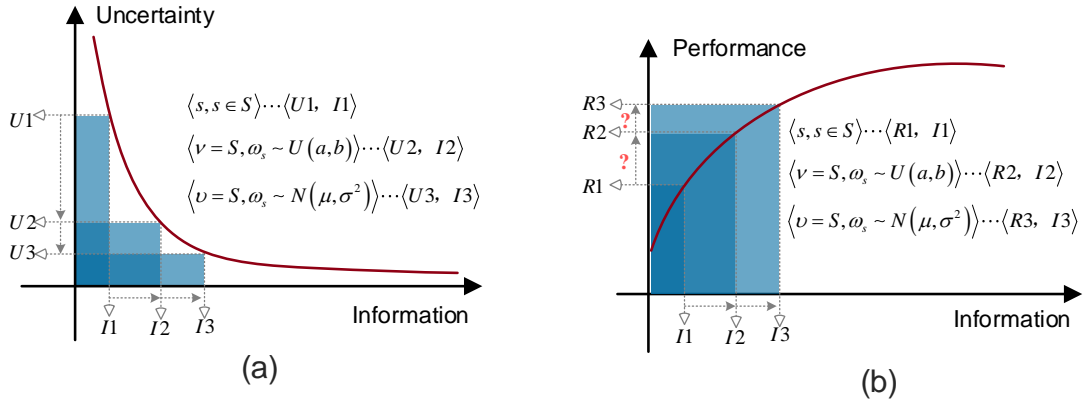 Uncertainty
U1
U2
U3
⟨s, s ∈ S⟩⋯⟨U1, I1⟩
⟨ν = S, ω_s ~ U(a,b)⟩⋯⟨U2, I2⟩
⟨υ = S, ω_s ~ N(μ,σ²)⟩⋯⟨U3, I3⟩
I1 I2 I3
Information
(a)
Performance
R3
?
R2
?
R1
⟨s, s ∈ S⟩⋯⟨R1, I1⟩
⟨ν = S, ω_s ~ U(a,b)⟩⋯⟨R2, I2⟩
⟨υ = S, ω_s ~ N(μ,σ²)⟩⋯⟨R3, I3⟩
I1 I2 I3
Information
(b)